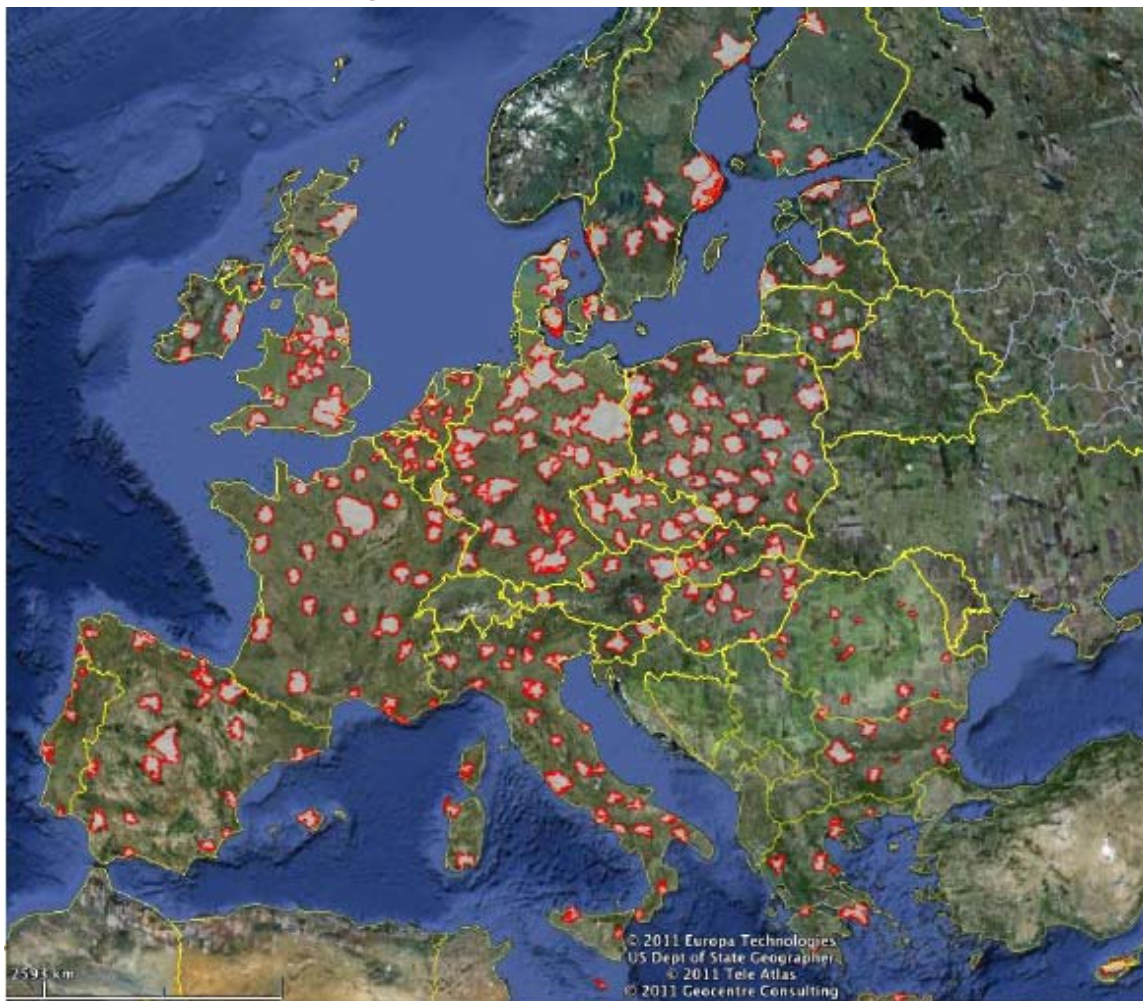 2593 km
© 2011 Europa Technologies
US Dept of State Geographer
© 2011 Tele Atlas
© 2011 Geocentre Consulting